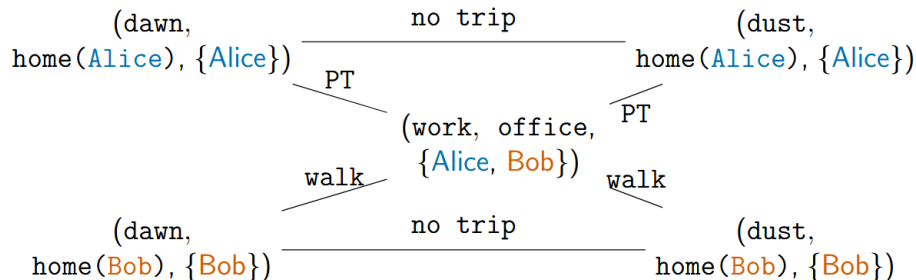 (dawn,
home(Alice), {Alice})
no trip
(dust,
home(Alice), {Alice})
PT
PT
(work, office,
{Alice, Bob})
walk
walk
(dawn,
home(Bob), {Bob})
no trip
(dust,
home(Bob), {Bob})